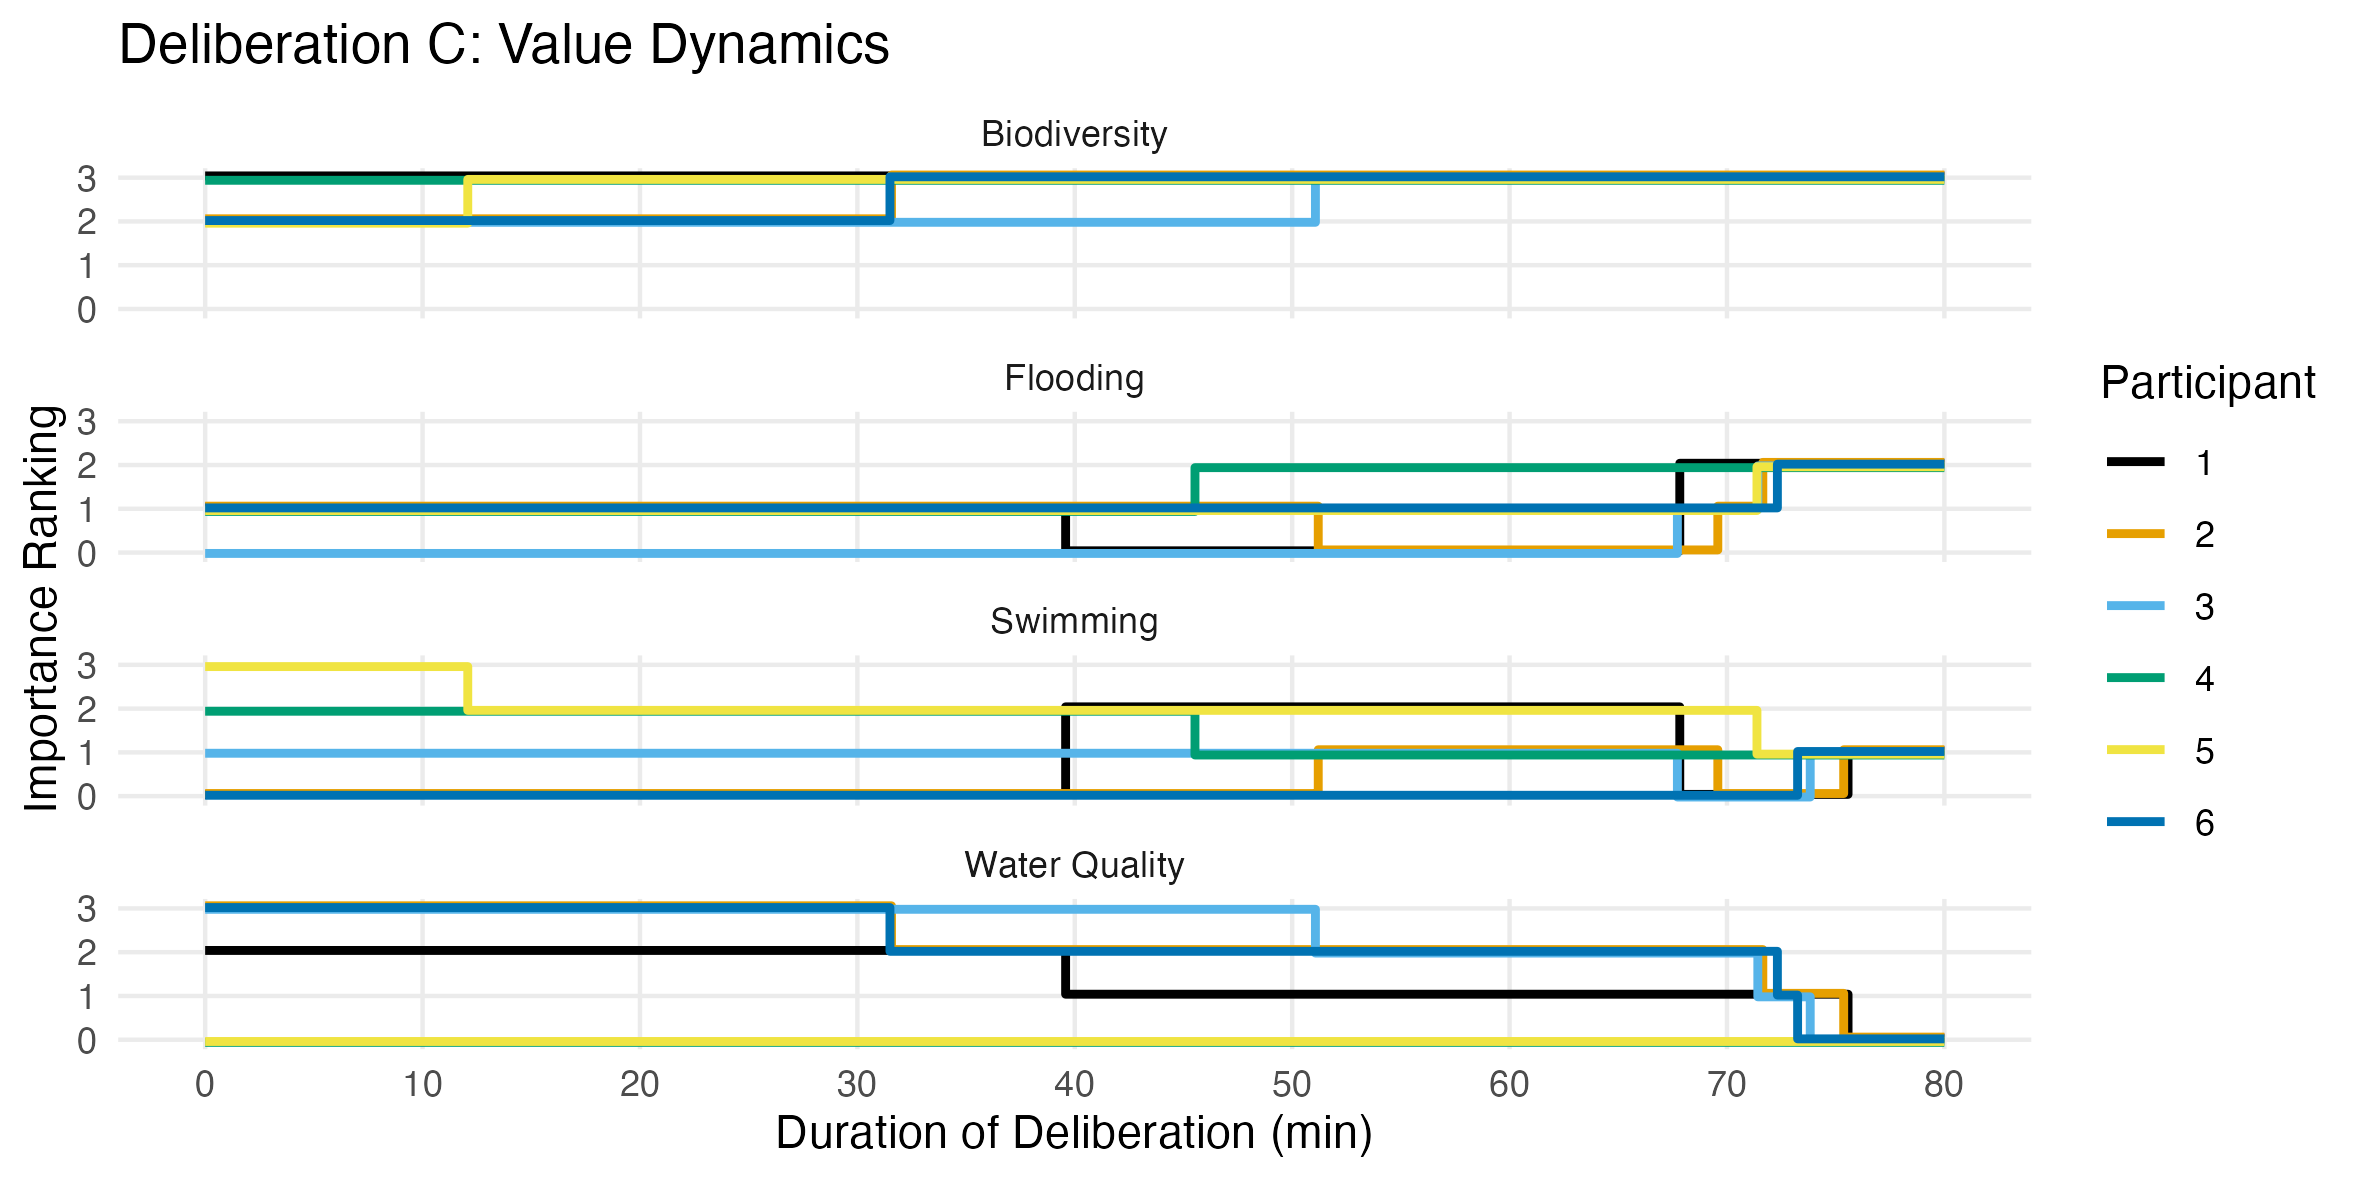 Deliberation C: Value Dynamics
Biodiversity
3
2
1
0
Flooding
3
2
1
0
Swimming
3
2
1
0
Water Quality
3
2
1
0
0 10 20 30 40 50 60 70 80
Duration of Deliberation (min)
Importance Ranking
Participant
1
2
3
4
5
6